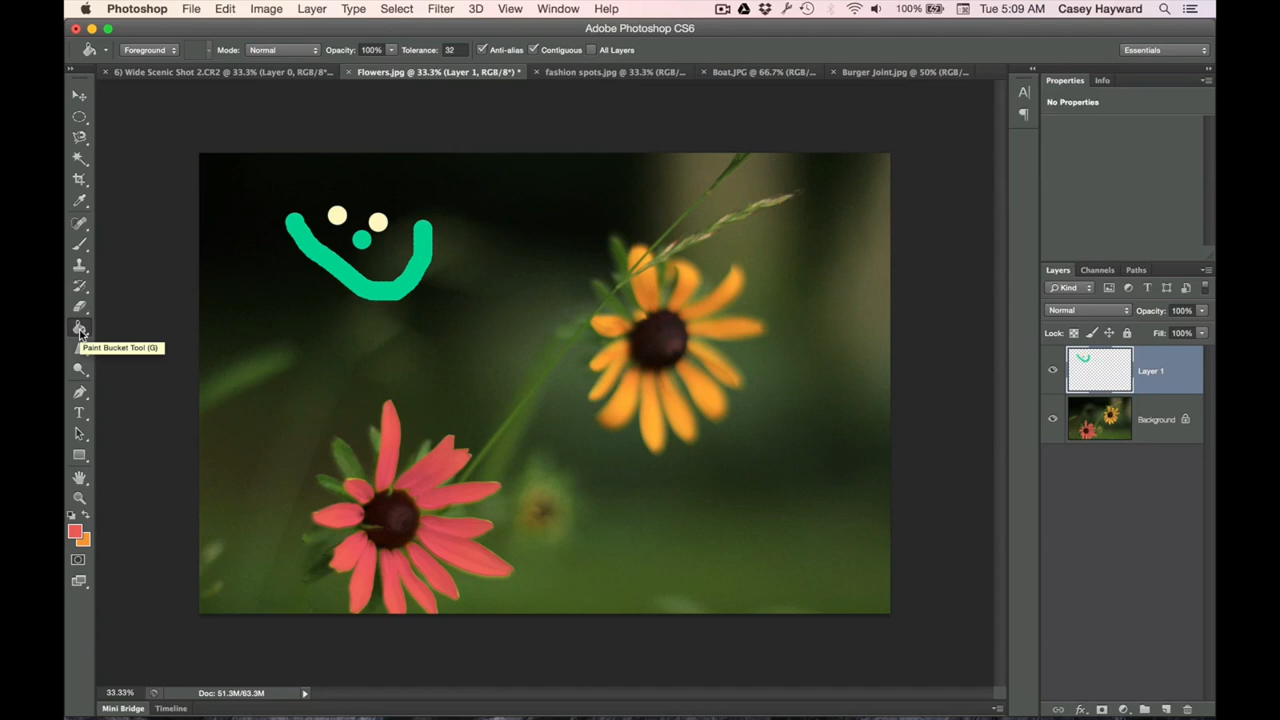 Photoshop File Edit Image Layer Type Select Filter 3D View Window Help 100% Tue 5:09 AM Casey Hayward
Adobe Photoshop CS6
Foreground Mode: Normal Opacity: 100% Tolerance: 32 Anti-alias Contiguous All Layers Essentials
6) Wide Scenic Shot 2.CR2 @ 33.3% (Layer 0, RGB/8*... Flowers.jpg @ 33.3% (Layer 1, RGB/8*) * fashion spots.jpg @ 33.3% (RGB/... Boat.JPG @ 66.7% (RGB/... Burger Joint.jpg @ 50% (RGB/...
Properties Info
No Properties
Layers Channels Paths
Kind
Normal Opacity: 100%
Lock: Fill: 100%
Paint Bucket Tool (G)
Layer 1
Background
33.33% Doc: 51.3M/63.3M
Mini Bridge Timeline